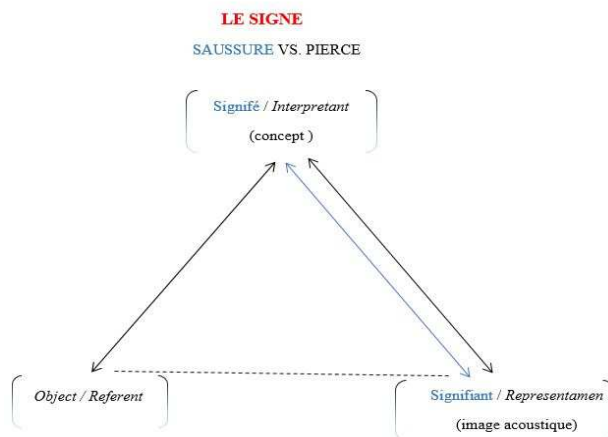 LE SIGNE
SAUSSURE VS. PIERCE
Signifé / Interpretant
(concept )
Object / Referent
Signifiant / Representamen
(image acoustique)